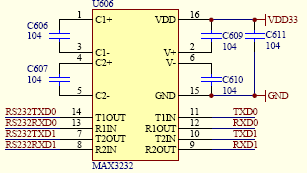 U606
1 C1+ VDD 16 VDD33
C606 104
C609 104
C611 104
3 C1- V+ 2
4 C2+ V- 6
C607 104
C610 104
5 C2- GND 15 GND
RS232TXD0 14 T1OUT T1IN 11 TXD0
RS232RXD0 13 R1IN R1OUT 12 RXD0
RS232TXD1 7 T2OUT T2IN 10 TXD1
RS232RXD1 8 R2IN R2OUT 9 RXD1
MAX3232